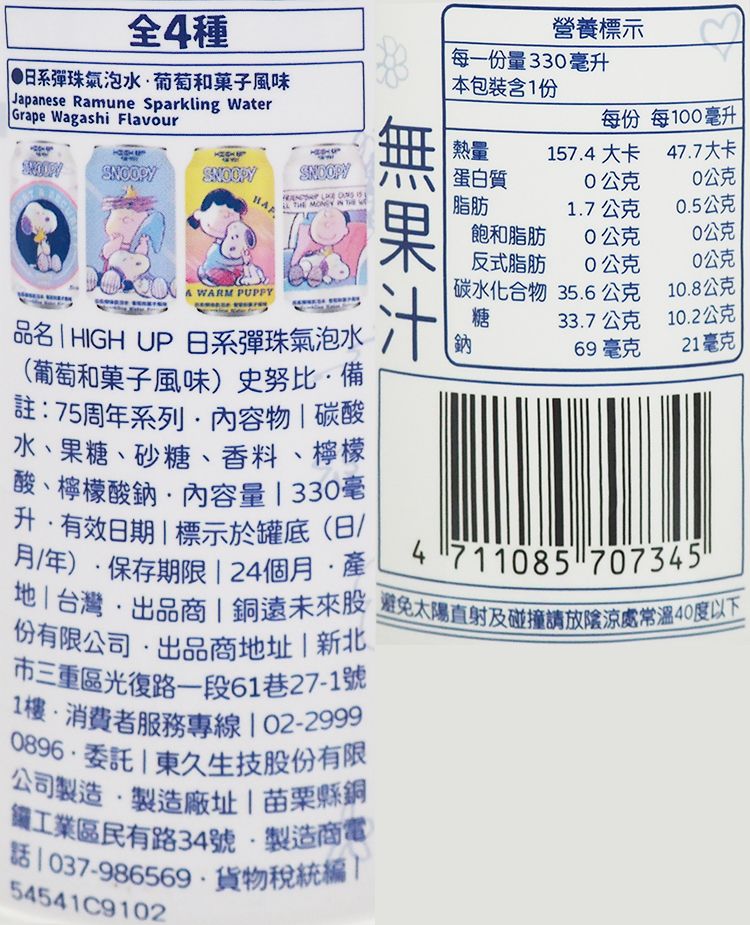 全4種
●日系彈珠氣泡水·葡萄和菓子風味
Japanese Ramune Sparkling Water
Grape Wagashi Flavour
HIGH UP
SNOOPY
HIGH UP
SNOOPY
HIGH UP
SNOOPY
A WARM PUPPY
HIGH UP
SNOOPY
品名|HIGH UP 日系彈珠氣泡水
（葡萄和菓子風味）史努比·備
註：75周年系列·內容物|碳酸
水、果糖、砂糖、香料、檸檬
酸、檸檬酸鈉·內容量|330毫
升·有效日期|標示於罐底（日/
月/年）·保存期限|24個月·產
地|台灣·出品商|銅遠未來股
份有限公司·出品商地址|新北
市三重區光復路一段61巷27-1號
1樓·消費者服務專線|02-2999
0896·委託|東久生技股份有限
公司製造·製造廠址|苗栗縣銅
鑼工業區民有路34號·製造商電
話|037-986569·貨物稅統編|
54541C9102
無果汁
營養標示
每一份量330毫升
本包裝含1份
每份 每100毫升
熱量 157.4 大卡 47.7大卡
蛋白質 0 公克 0公克
脂肪 1.7 公克 0.5公克
飽和脂肪 0 公克 0公克
反式脂肪 0 公克 0公克
碳水化合物 35.6 公克 10.8公克
糖 33.7 公克 10.2公克
鈉 69 毫克 21毫克
4 711085 707345
避免太陽直射及碰撞請放陰涼處常溫40度以下